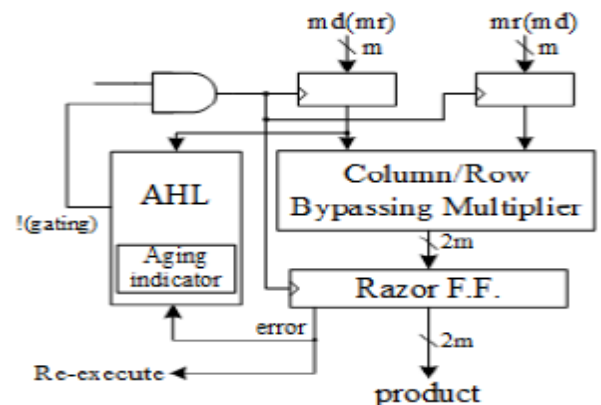 md(mr)
mr(md)
m
m
AHL
Column/Row
Bypassing Multiplier
!(gating)
Aging
indicator
2m
Razor F.F.
error
2m
Re-execute
product